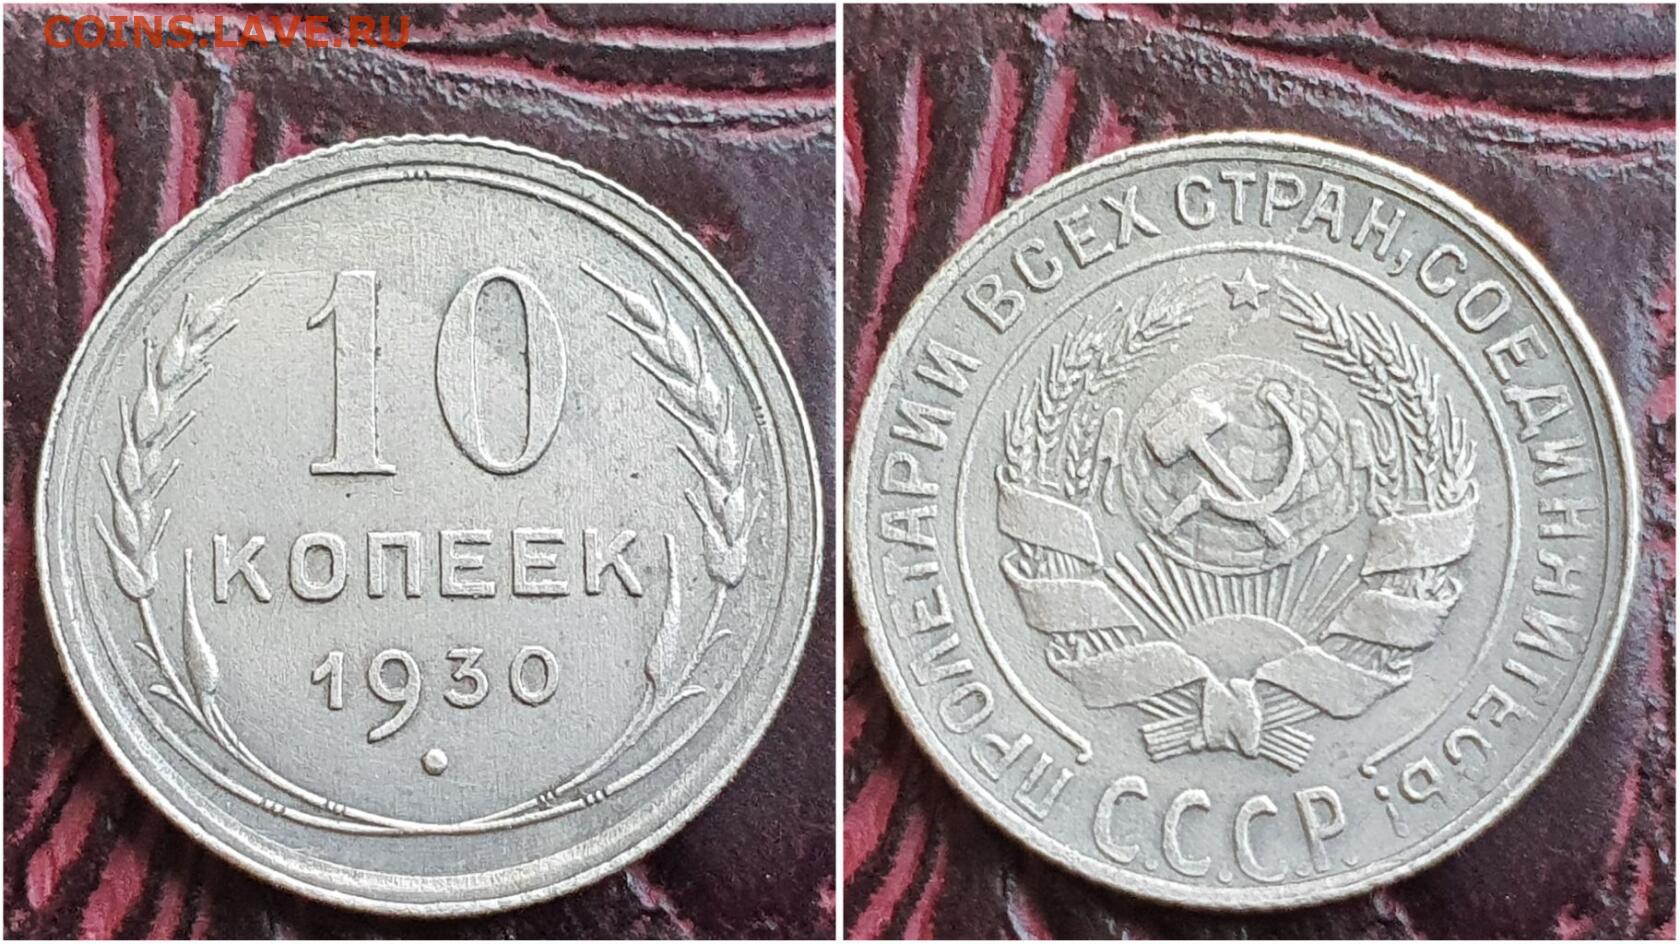 COINS.LAVE.RU
10
КОПЕЕК
1930
ПРОЛЕТАРИИ ВСЕХ СТРАН, СОЕДИНЯЙТЕСЬ!
С.С.С.Р.